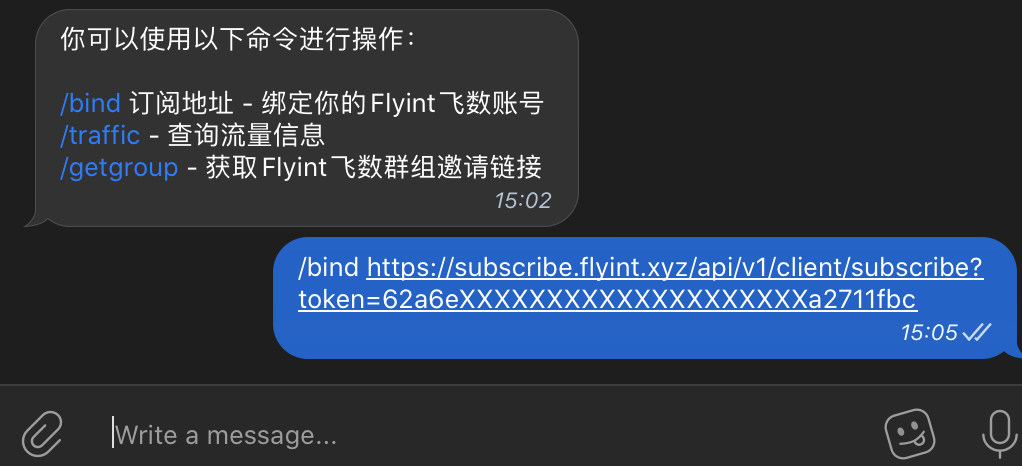 你可以使用以下命令进行操作：
/bind 订阅地址 - 绑定你的Flyint飞数账号
/traffic - 查询流量信息
/getgroup - 获取Flyint飞数群组邀请链接
15:02
/bind https://subscribe.flyint.xyz/api/v1/client/subscribe?
token=62a6eXXXXXXXXXXXXXXXXXXXXa2711fbc
15:05
Write a message...